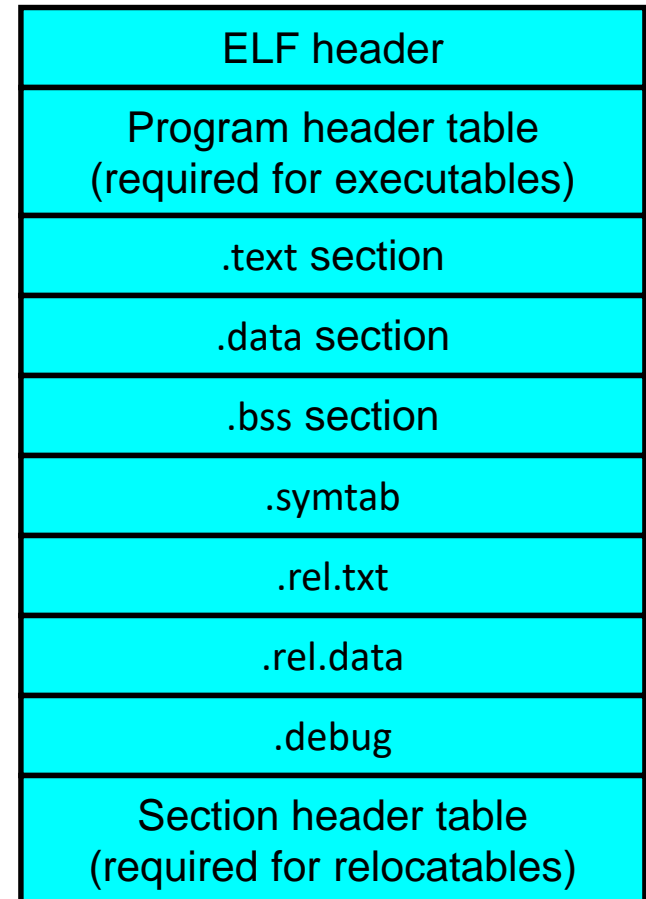 ELF header
Program header table
(required for executables)
.text section
.data section
.bss section
.symtab
.rel.txt
.rel.data
.debug
Section header table
(required for relocatables)